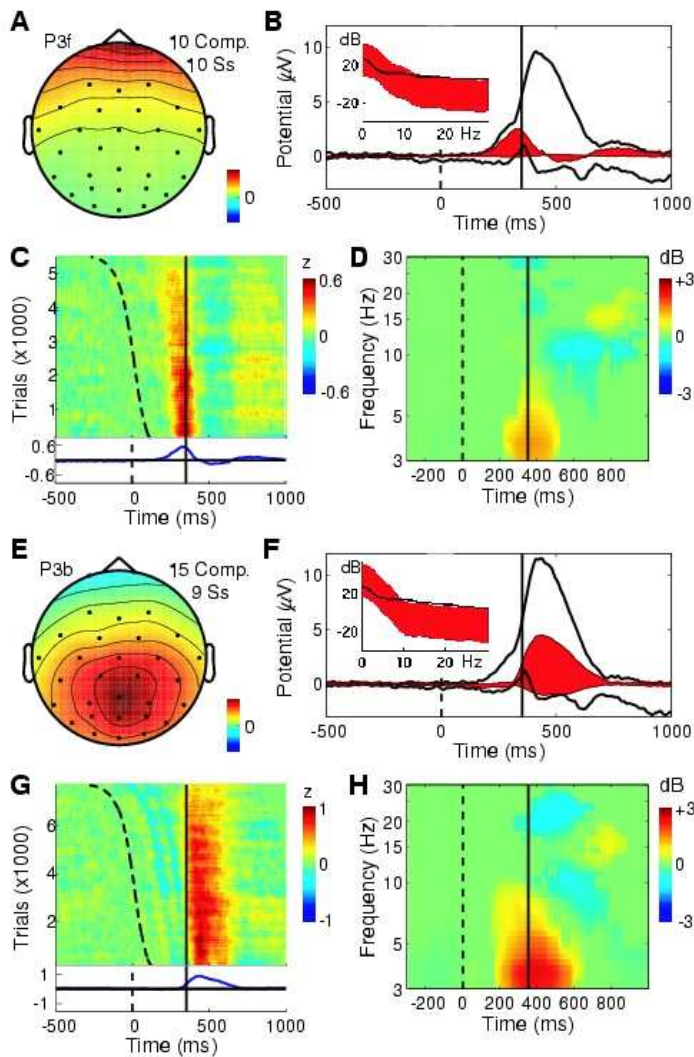 A
P3f
10 Comp.
10 Ss
0
B
Potential µV
10
5
0
dB
20
-20
0
10
20
Hz
-500
0
500
1000
Time (ms)
C
Trials (x1000)
5
4
3
2
1
z
0.6
0
-0.6
0.6
-0.6
-500
0
500
1000
Time (ms)
D
Frequency (Hz)
30
20
15
10
5
3
dB
+3
0
-3
-200
0
200
400
600
800
Time (ms)
E
P3b
15 Comp.
9 Ss
0
F
Potential µV
10
5
0
dB
20
-20
0
10
20
Hz
-500
0
500
1000
Time (ms)
G
Trials (x1000)
6
4
2
z
1
0
-1
1
-1
-500
0
500
1000
Time (ms)
H
Frequency (Hz)
30
20
15
10
5
3
dB
+3
0
-3
-200
0
200
400
600
800
Time (ms)